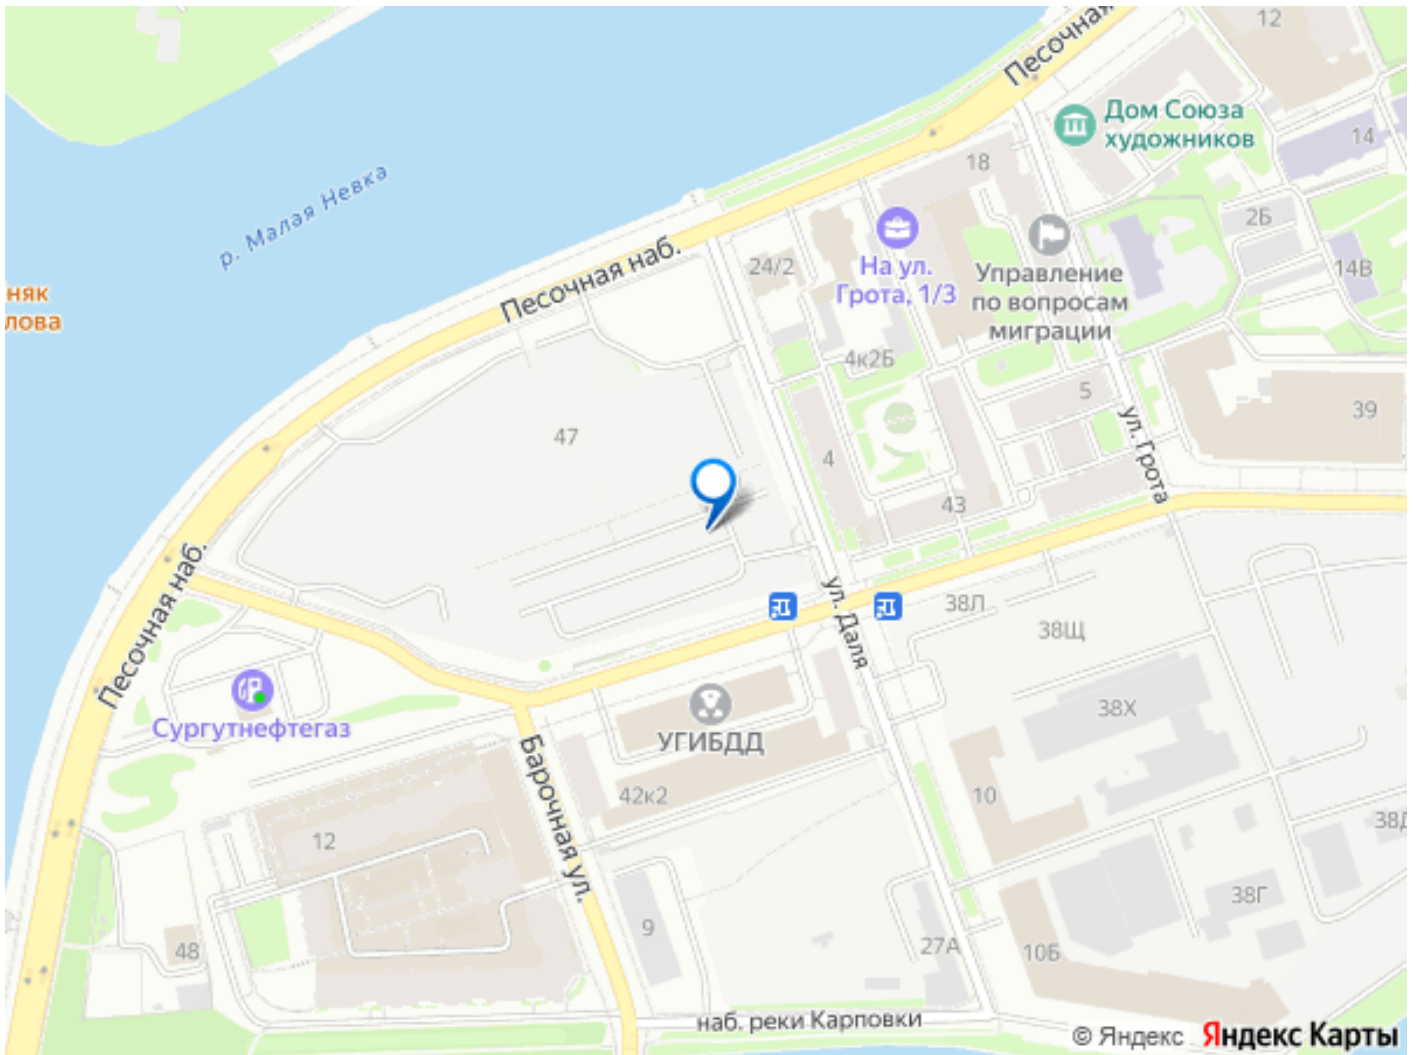 Песочная
12
Дом Союза
художников
14
18
2Б
р. Малая Невка
Песочная наб.
24/2
На ул.
Грота, 1/3
Управление
по вопросам
миграции
14В
няк
лова
4к2Б
5
39
47
4
ул. Грота
43
Песочная наб.
ул. Даля
38Л
38Щ
Сургутнефтегаз
УГИБДД
38Х
Барочная ул.
42к2
10
12
38Д
38Г
48
9
27А
10Б
наб. реки Карповки
© Яндекс Яндекс Карты